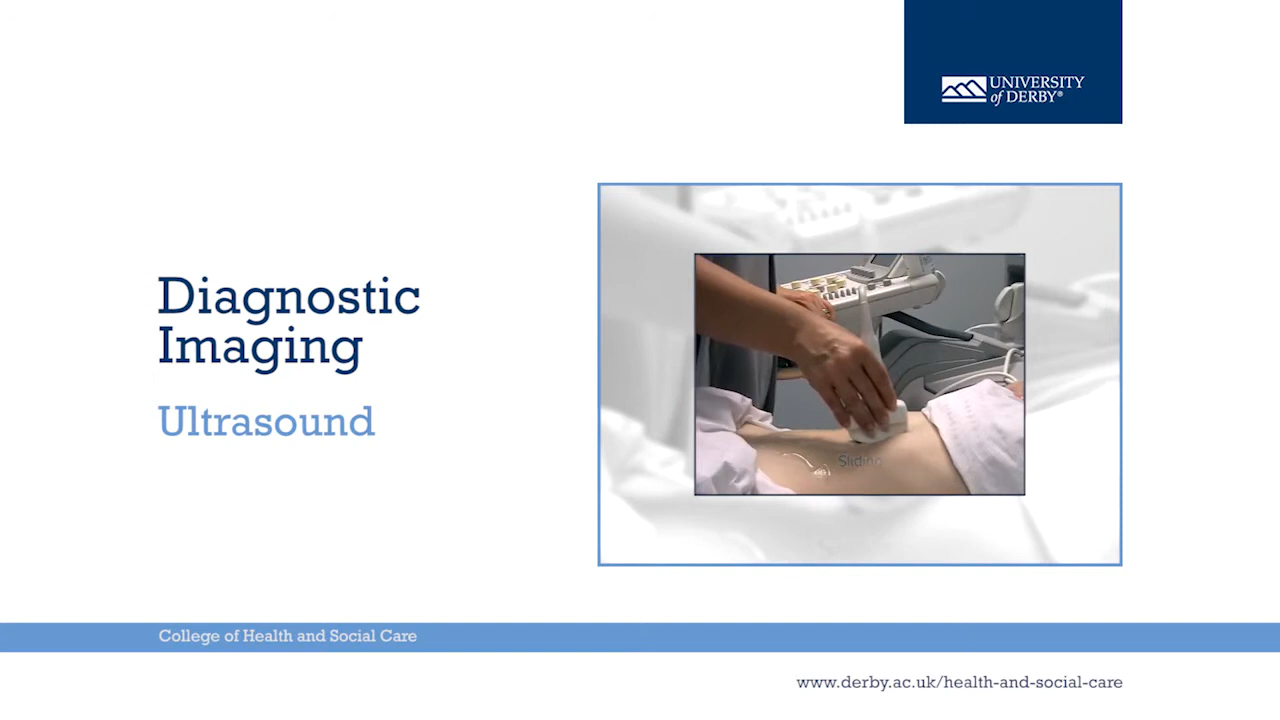 UNIVERSITY
of DERBY®
Diagnostic
Imaging
Ultrasound
Sliding
College of Health and Social Care
www.derby.ac.uk/health-and-social-care